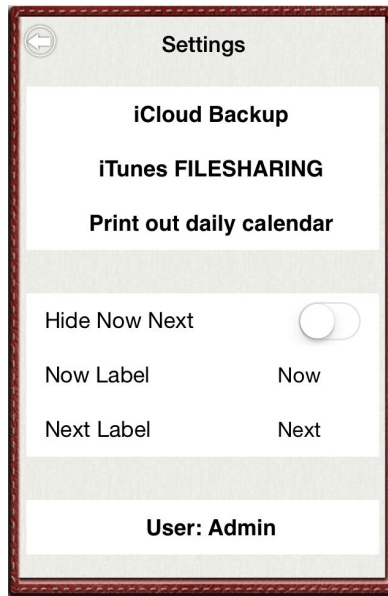 Settings
iCloud Backup
iTunes FILESHARING
Print out daily calendar
Hide Now Next
Now Label Now
Next Label Next
User: Admin